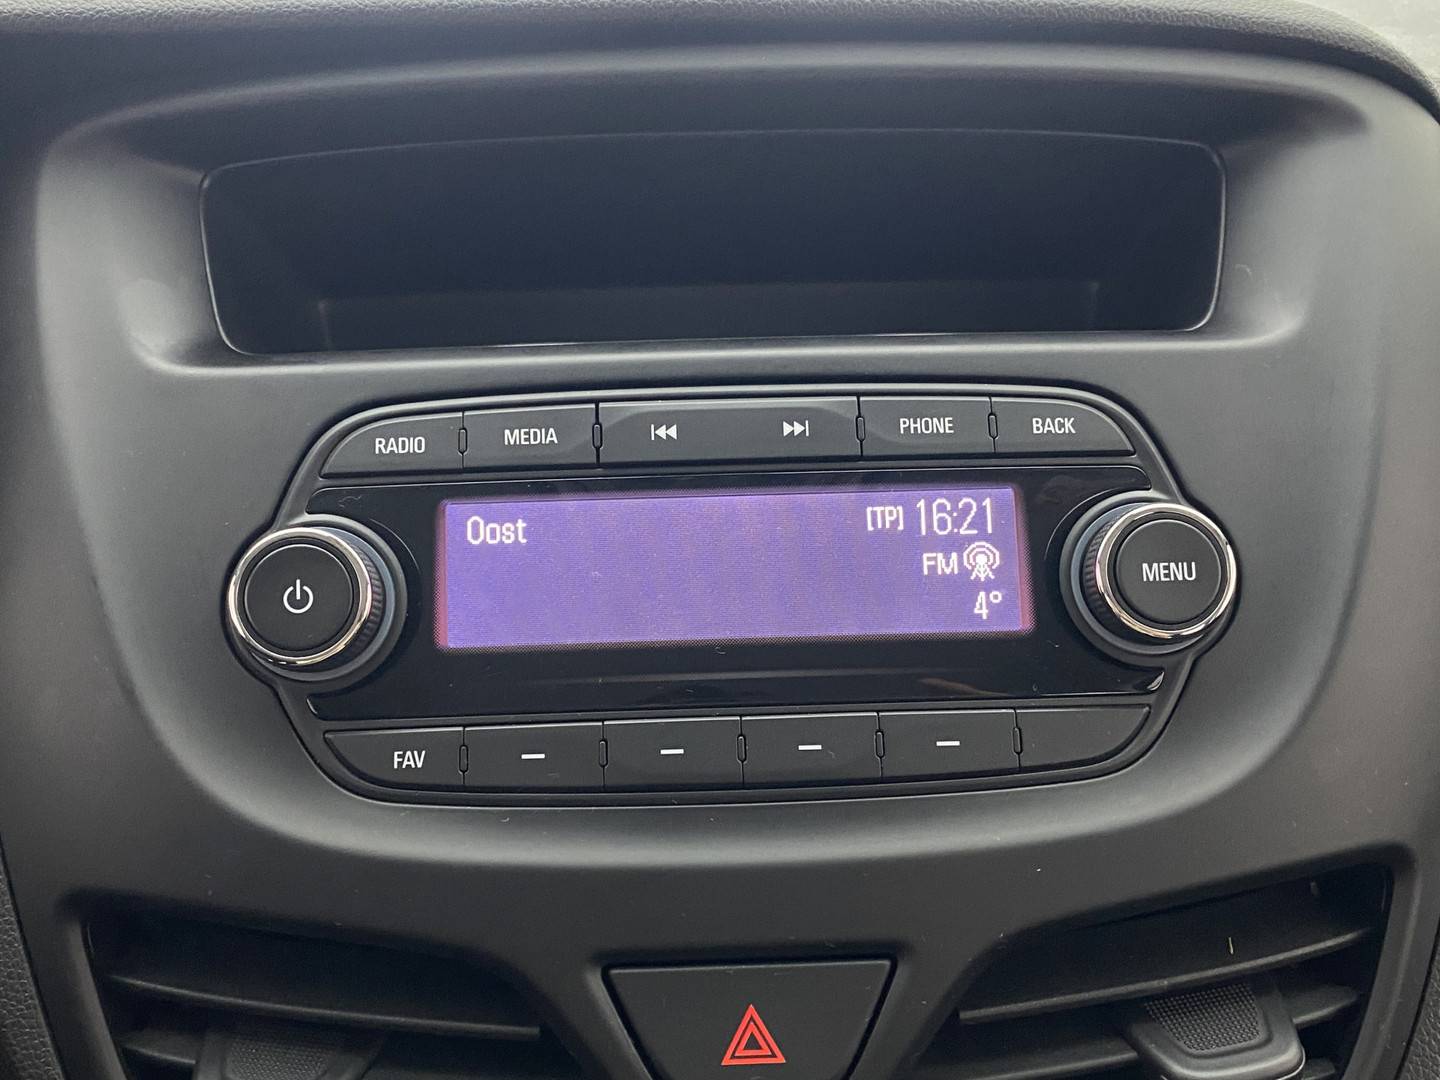 RADIO MEDIA PHONE BACK
Oost [TP] 16:21
FM
4°
MENU
FAV